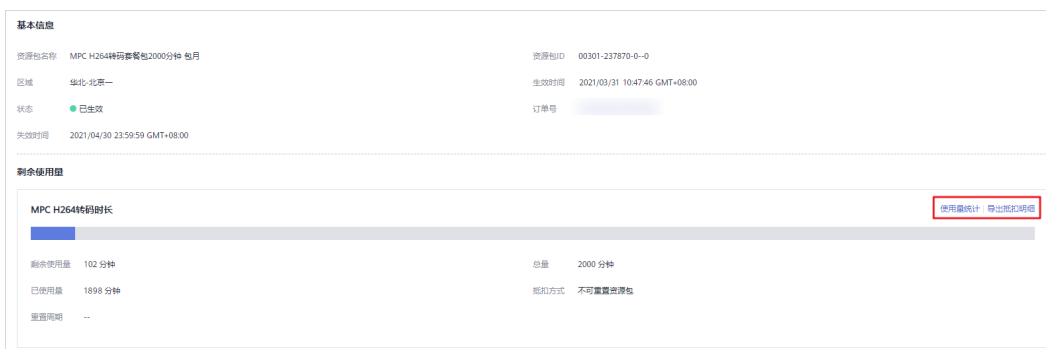 基本信息
资源包名称 MPC H264转码套餐包2000分钟 包月 资源包ID 00301-237870-0--0
区域 华北-北京一 生效时间 2021/03/31 10:47:46 GMT+08:00
状态 已生效 订单号
失效时间 2021/04/30 23:59:59 GMT+08:00
剩余使用量
MPC H264转码时长 使用量统计 | 导出抵扣明细
剩余使用量 102 分钟 总量 2000 分钟
已使用量 1898 分钟 抵扣方式 不可重置资源包
重置周期 --